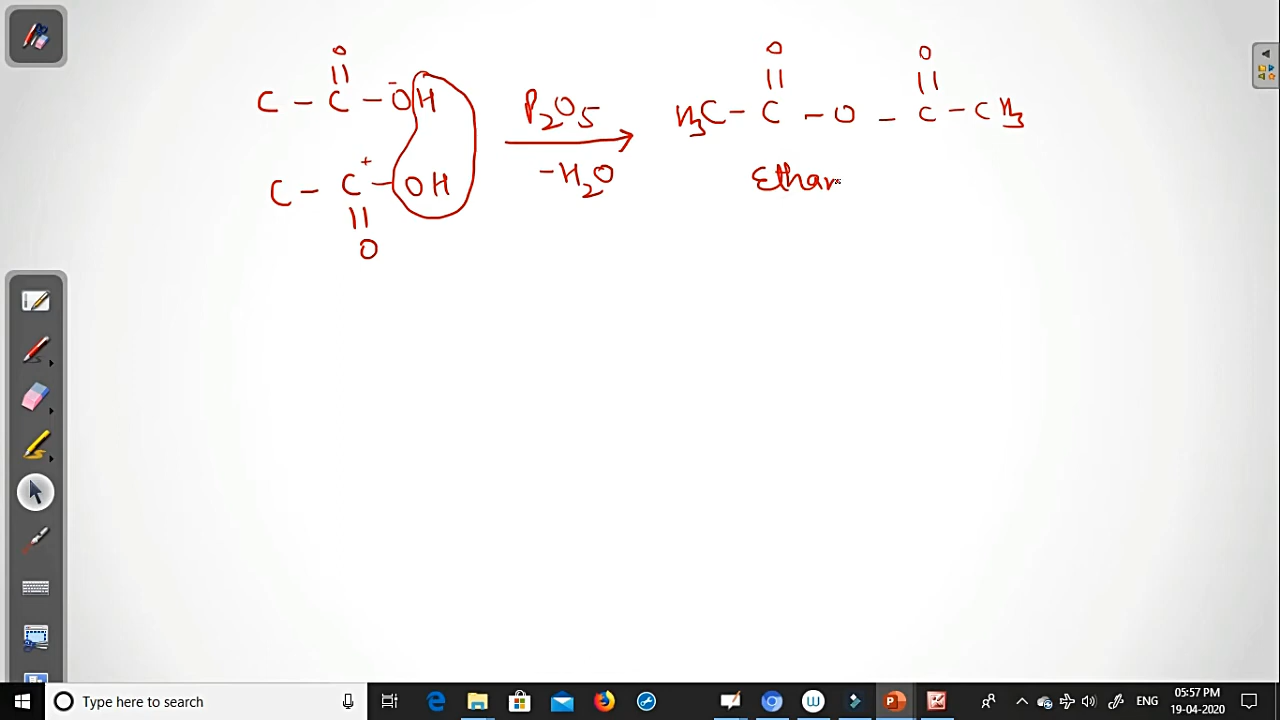 O O O
|| || ||
C - C - ⁻OH P2O5 H3C - C - O - C - CH3
C - C⁺ - OH -H2O Ethan
||
O
Type here to search
ENG
05:57 PM
19-04-2020